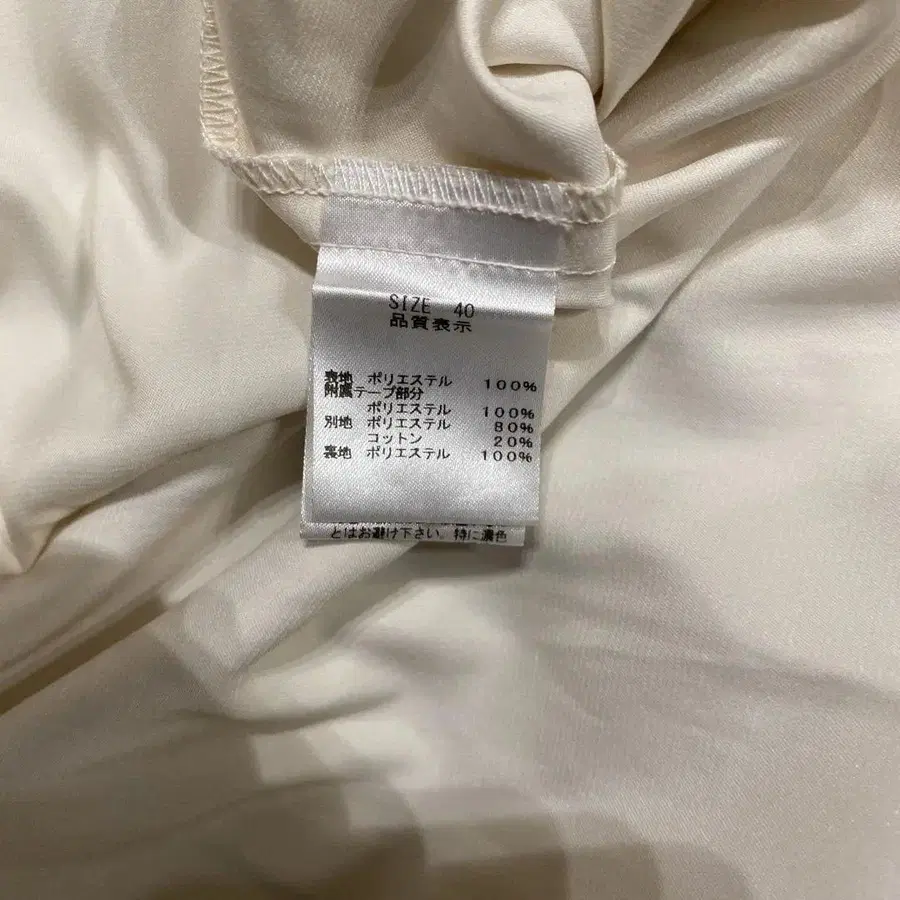 SIZE 40
品質表示
表地 ポリエステル 100%
附属テープ部分
ポリエステル 100%
別地 ポリエステル 80%
コットン 20%
裏地 ポリエステル 100%
とはお避け下さい。特に濃色